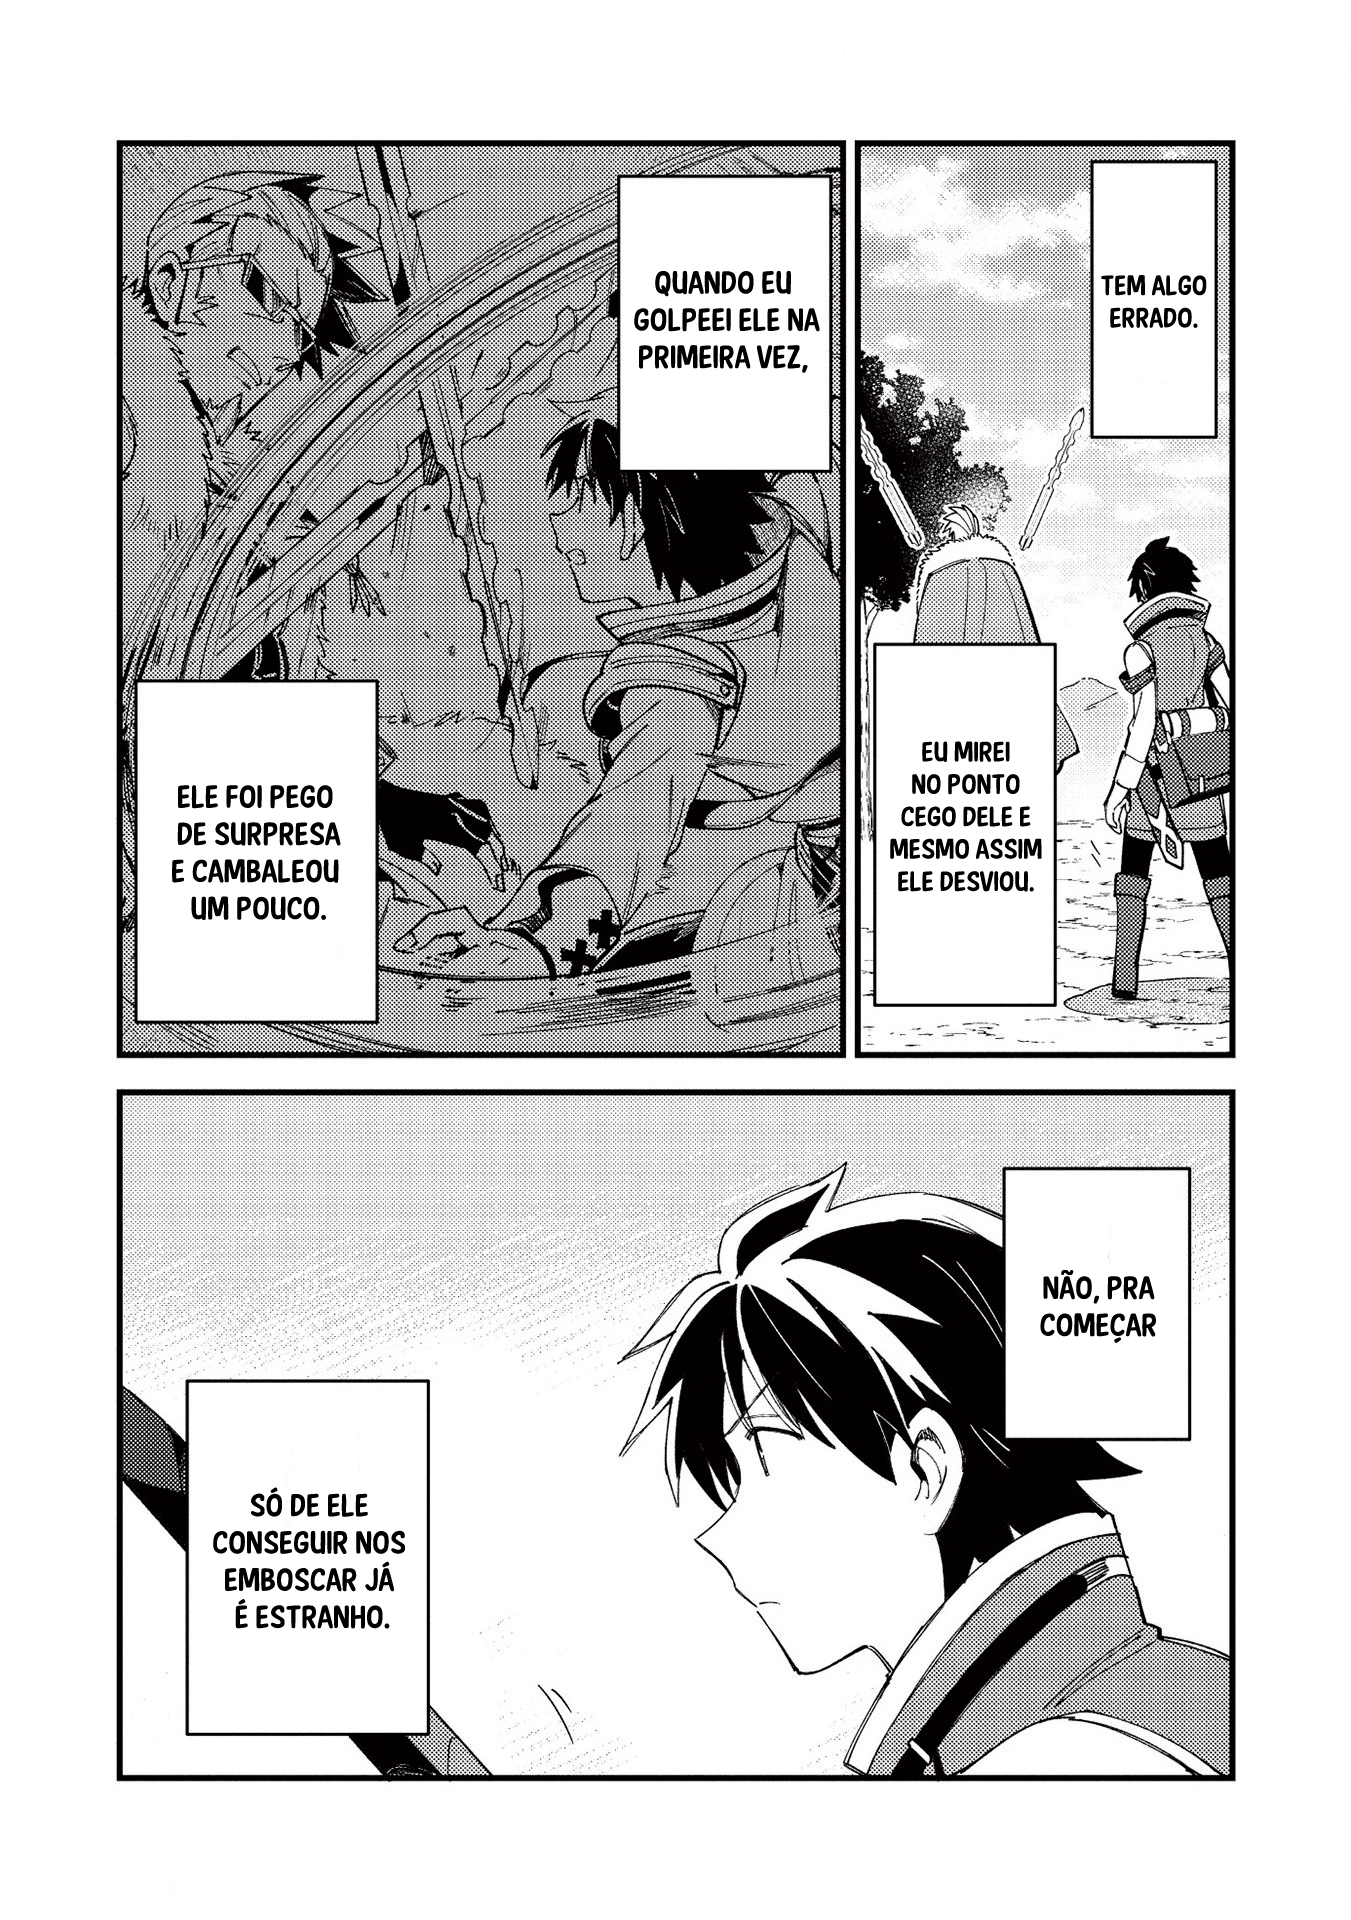 TEM ALGO
ERRADO.
EU MIREI
NO PONTO
CEGO DELE E
MESMO ASSIM
ELE DESVIOU.
QUANDO EU
GOLPEEI ELE NA
PRIMEIRA VEZ,
ELE FOI PEGO
DE SURPRESA
E CAMBALEOU
UM POUCO.
NÃO, PRA
COMEÇAR
SÓ DE ELE
CONSEGUIR NOS
EMBOSCAR JÁ
É ESTRANHO.